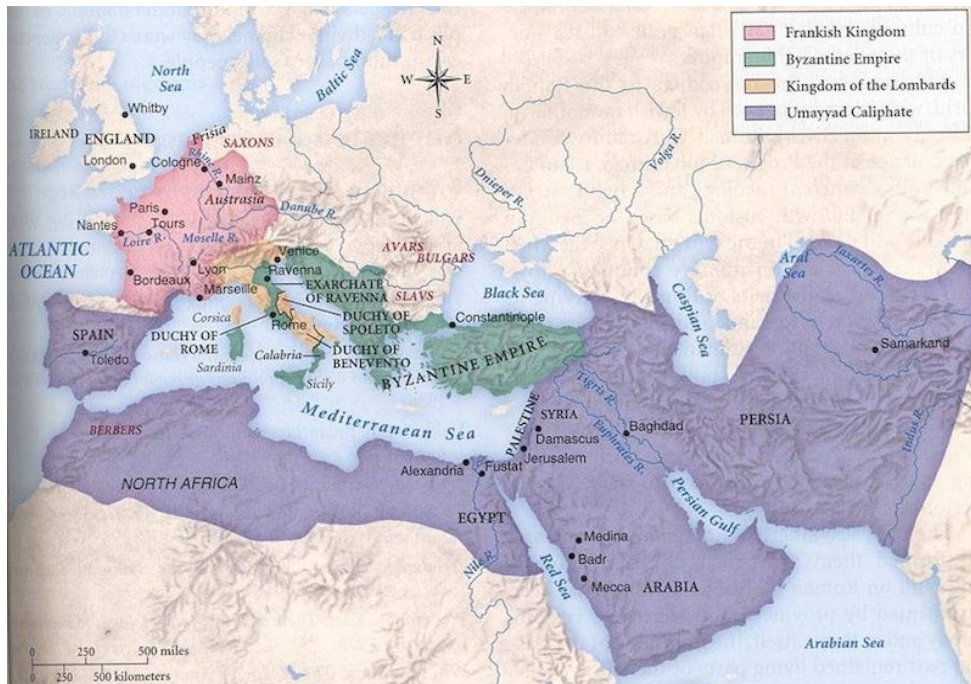 Frankish Kingdom
Byzantine Empire
Kingdom of the Lombards
Umayyad Caliphate
N
W
E
S
North
Sea
Baltic Sea
Whitby
IRELAND
ENGLAND
London
Frisia
SAXONS
Cologne
Rhine R.
Mainz
Austrasia
Paris
Tours
Nantes
Loire R.
Moselle R.
Danube R.
Dnieper R.
Volga R.
ATLANTIC
OCEAN
Lyon
Bordeaux
Marseille
Venice
Ravenna
EXARCHATE
OF RAVENNA
AVARS
BULGARS
SLAVS
Black Sea
Caspian Sea
Aral
Sea
Jaxartes R.
Corsica
DUCHY OF
ROME
Rome
DUCHY OF
SPOLETO
DUCHY OF
BENEVENTO
Calabria
Sardinia
Sicily
Constantinople
BYZANTINE EMPIRE
SPAIN
Toledo
Samarkand
Mediterranean Sea
BERBERS
NORTH AFRICA
Tigris R.
Euphrates R.
SYRIA
Damascus
PALESTINE
Jerusalem
Baghdad
PERSIA
Indus R.
Alexandria
Fustat
EGYPT
Nile R.
Persian Gulf
Medina
Badr
Mecca
ARABIA
Red Sea
Arabian Sea
0 250 500 miles
0 250 500 kilometers